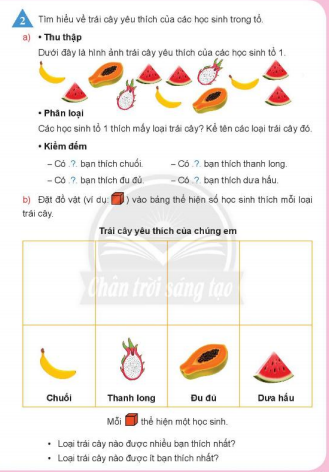 2 Tìm hiểu về trái cây yêu thích của các học sinh trong tổ.
a) • Thu thập
Dưới đây là hình ảnh trái cây yêu thích của các học sinh tổ 1.
• Phân loại
Các học sinh tổ 1 thích mấy loại trái cây? Kể tên các loại trái cây đó.
• Kiểm đếm
– Có .?. bạn thích chuối. – Có .?. bạn thích thanh long.
– Có .?. bạn thích đu đủ. – Có .?. bạn thích dưa hấu.
b) Đặt đồ vật (ví dụ: ) vào bảng thể hiện số học sinh thích mỗi loại
trái cây.
Trái cây yêu thích của chúng em
Chân trời sáng tạo
Chuối Thanh long Đu đủ Dưa hấu
Mỗi thể hiện một học sinh.
• Loại trái cây nào được nhiều bạn thích nhất?
• Loại trái cây nào được ít bạn thích nhất?